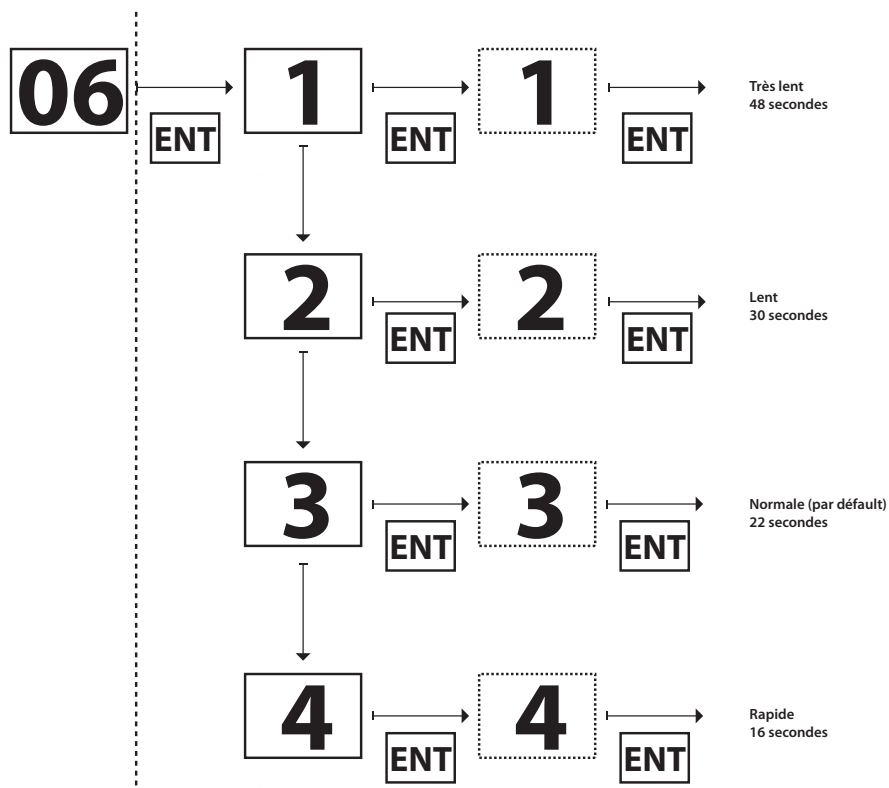 06
ENT
1
ENT
1
ENT
Très lent
48 secondes
2
ENT
2
ENT
Lent
30 secondes
3
ENT
3
ENT
Normale (par défault)
22 secondes
4
ENT
4
ENT
Rapide
16 secondes